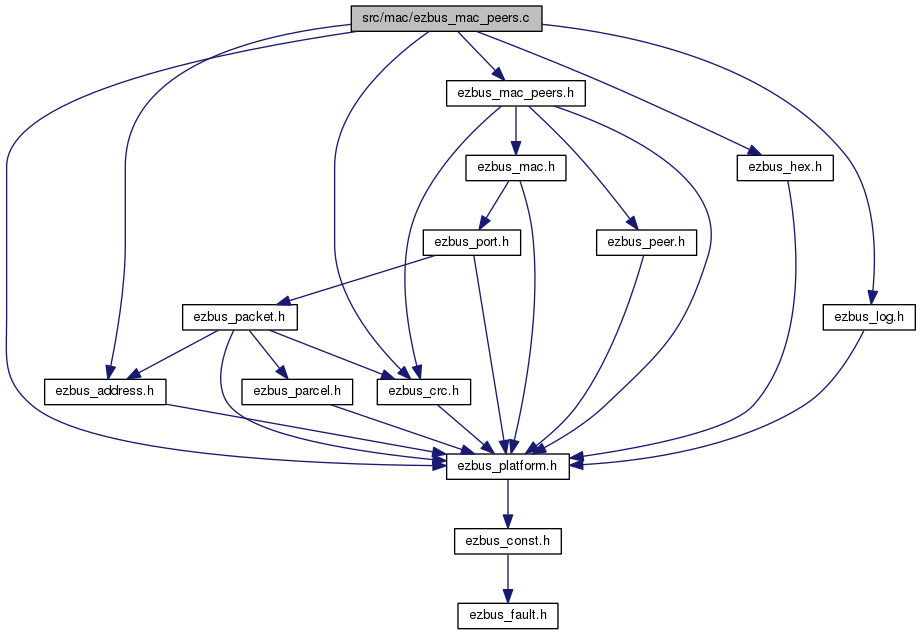 src/mac/ezbus_mac_peers.c
ezbus_mac_peers.h
ezbus_mac.h
ezbus_hex.h
ezbus_port.h
ezbus_peer.h
ezbus_packet.h
ezbus_log.h
ezbus_address.h
ezbus_parcel.h
ezbus_crc.h
ezbus_platform.h
ezbus_const.h
ezbus_fault.h